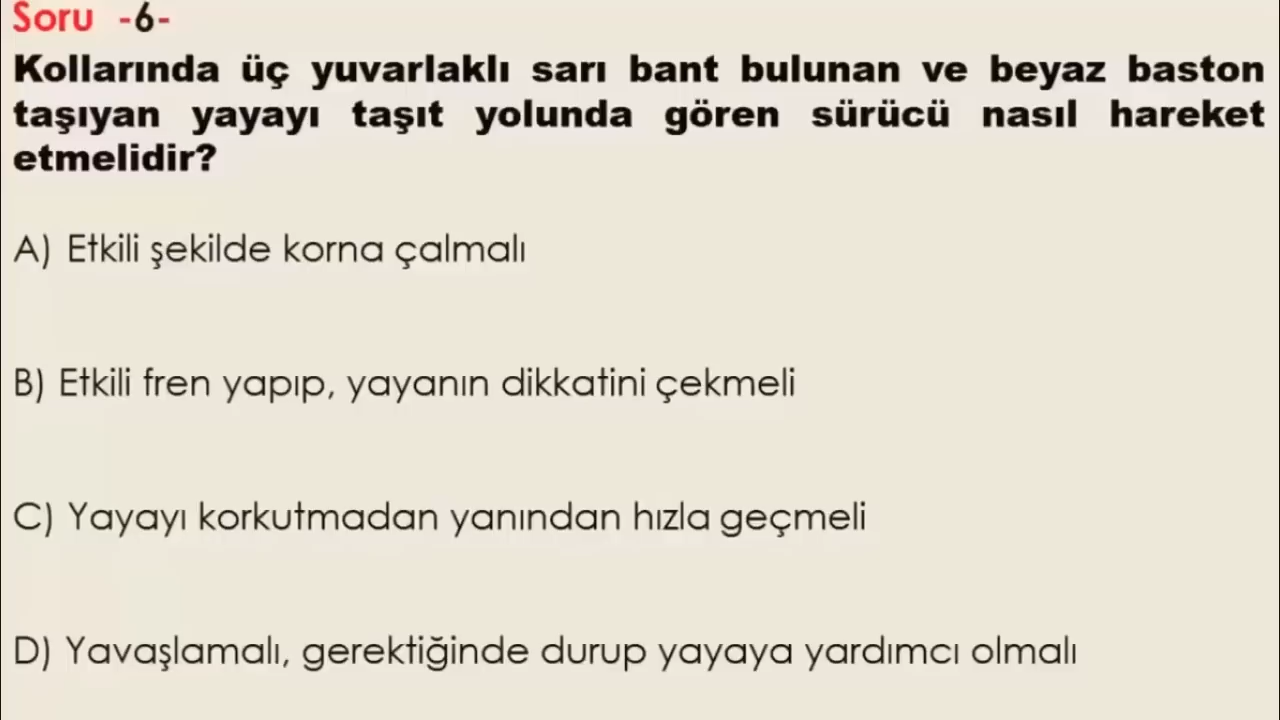 Soru -6-
Kollarında üç yuvarlaklı sarı bant bulunan ve beyaz baston
taşıyan yayayı taşıt yolunda gören sürücü nasıl hareket
etmelidir?
A) Etkili şekilde korna çalmalı
B) Etkili fren yapıp, yayanın dikkatini çekmeli
C) Yayayı korkutmadan yanından hızla geçmeli
D) Yavaşlamalı, gerektiğinde durup yayaya yardımcı olmalı